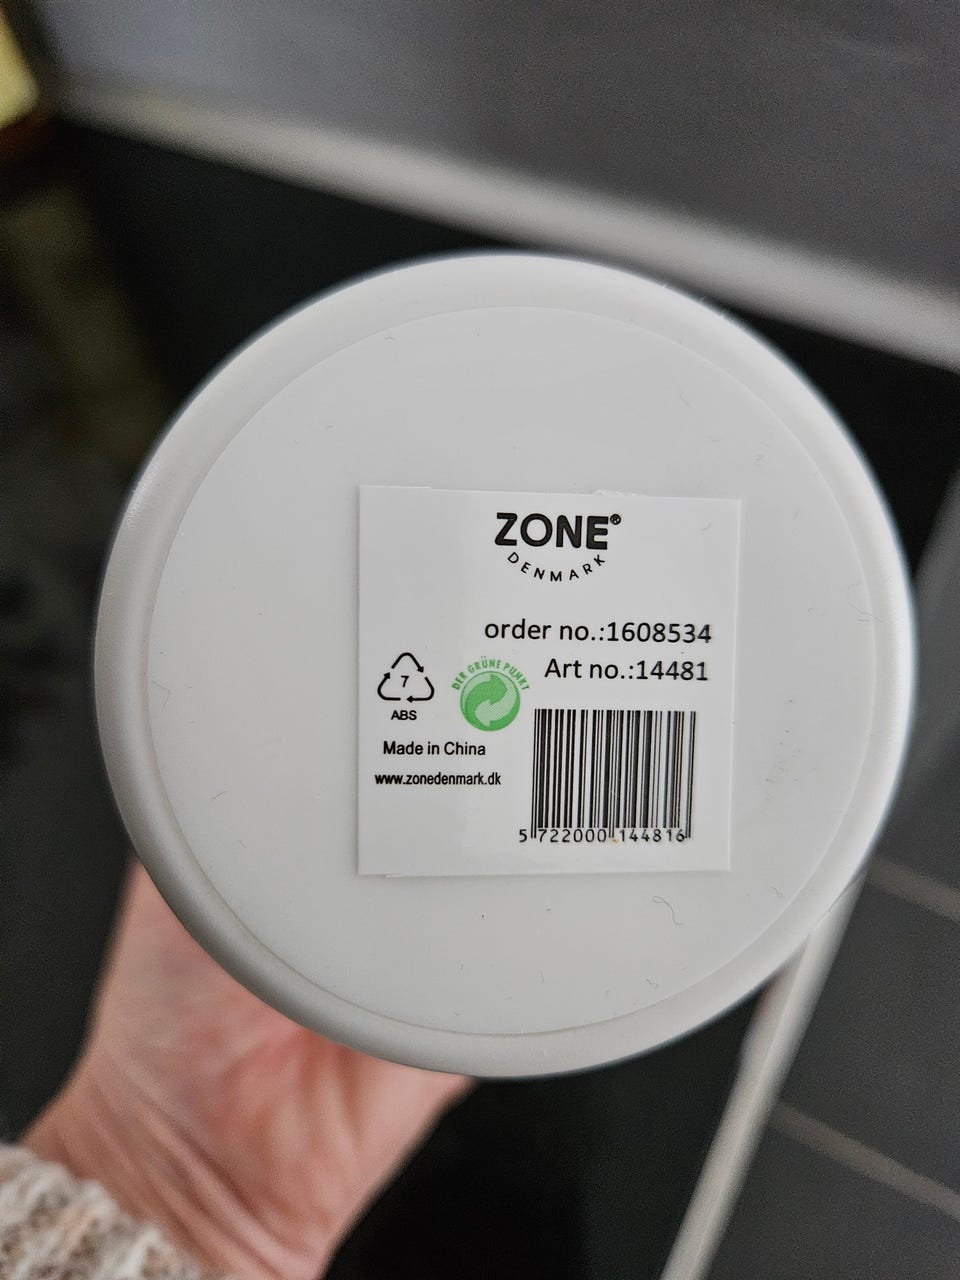 ZONE®
DENMARK
order no.:1608534
Art no.:14481
7
ABS
DER GRÜNE PUNKT
Made in China
www.zonedenmark.dk
5 722000 144816